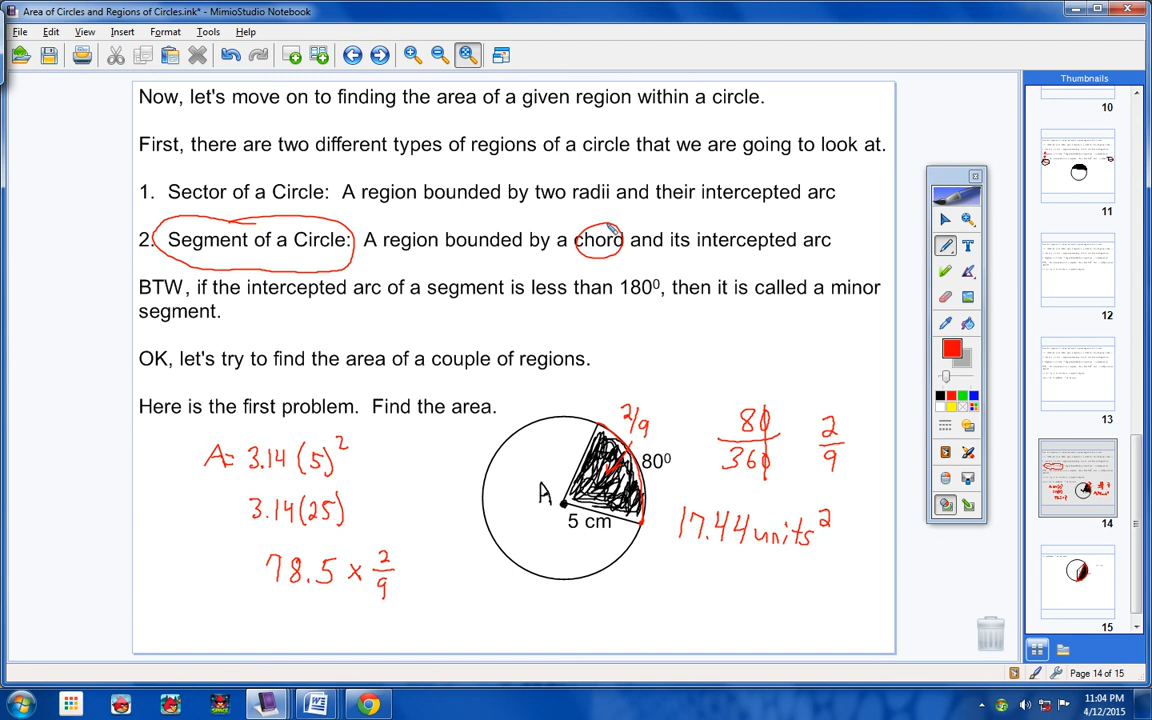 Area of Circles and Regions of Circles.ink* - MimioStudio Notebook
File Edit View Insert Format Tools Help
Now, let's move on to finding the area of a given region within a circle.
First, there are two different types of regions of a circle that we are going to look at.
1. Sector of a Circle: A region bounded by two radii and their intercepted arc
2. Segment of a Circle: A region bounded by a chord and its intercepted arc
BTW, if the intercepted arc of a segment is less than 180⁰, then it is called a minor
segment.
OK, let's try to find the area of a couple of regions.
Here is the first problem. Find the area.
A= 3.14 (5)²
3.14(25)
78.5 × 2/9
2/9
80⁰
A
5 cm
80/360 2/9
17.44 units²
Thumbnails
10
11
12
13
14
15
Page 14 of 15
11:04 PM
4/12/2015